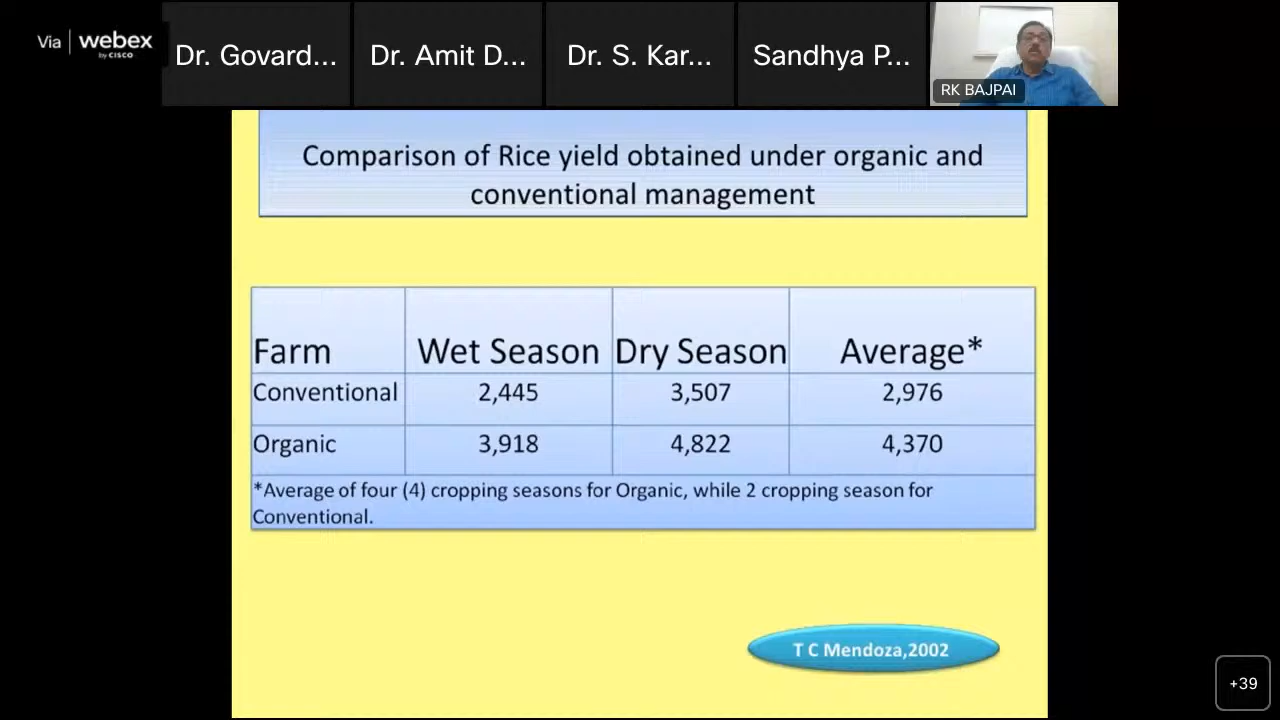 Via webex
by CISCO
Dr. Govard...
Dr. Amit D...
Dr. S. Kar...
Sandhya P...
RK BAJPAI
Comparison of Rice yield obtained under organic and
conventional management
Farm Wet Season Dry Season Average*
Conventional 2,445 3,507 2,976
Organic 3,918 4,822 4,370
*Average of four (4) cropping seasons for Organic, while 2 cropping season for
Conventional.
T C Mendoza,2002
+39